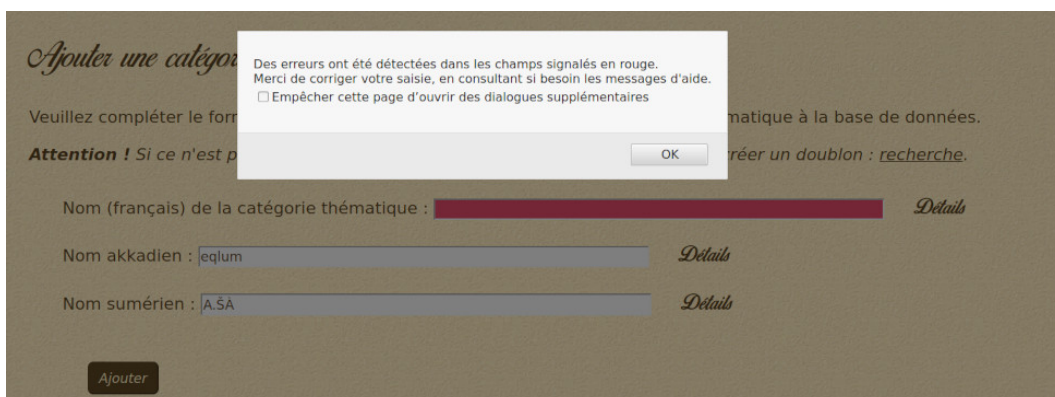 Ajouter une catégor
Des erreurs ont été détectées dans les champs signalés en rouge.
Merci de corriger votre saisie, en consultant si besoin les messages d'aide.
Empêcher cette page d'ouvrir des dialogues supplémentaires
OK
Veuillez compléter le for matique à la base de données.
Attention ! Si ce n'est p réer un doublon : recherche.
Nom (français) de la catégorie thématique : Détails
Nom akkadien : eqlum Détails
Nom sumérien : A.ŠÀ Détails
Ajouter